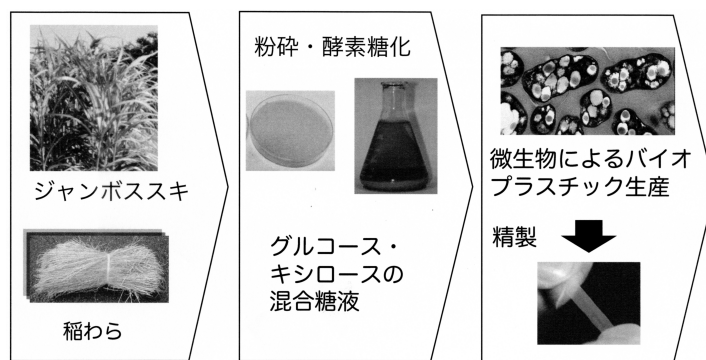 ジャンボススキ
稲わら
粉砕・酵素糖化
グルコース・
キシロースの
混合糖液
微生物によるバイオ
プラスチック生産
精製